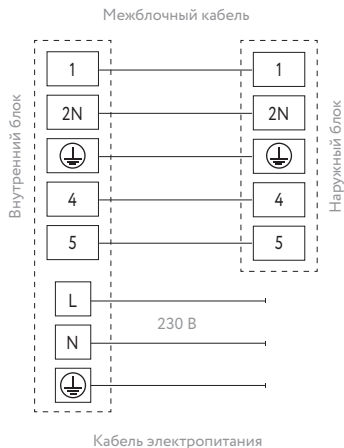 Межблочный кабель
Внутренний блок
Наружный блок
1 1
2N 2N
4 4
5 5
L
230 В
N
Кабель электропитания